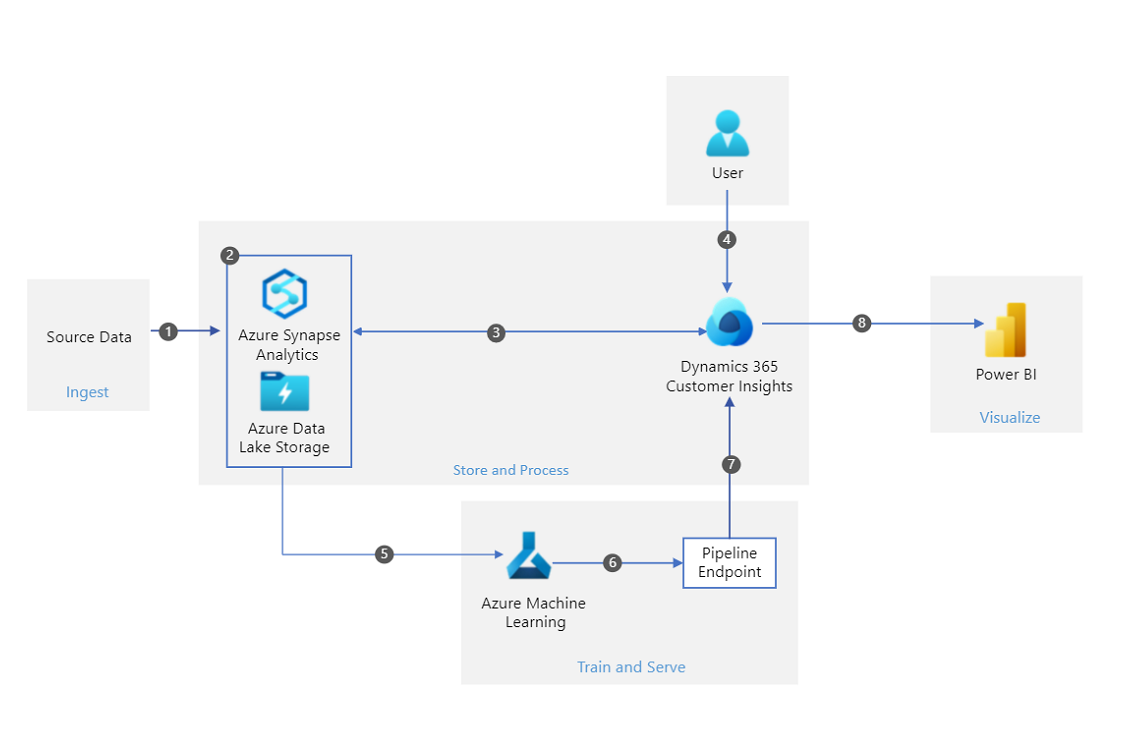 User
4
2
Azure Synapse
Analytics
Azure Data
Lake Storage
Source Data
Ingest
1
3
Dynamics 365
Customer Insights
8
Power BI
Visualize
Store and Process
7
5
Azure Machine
Learning
6
Pipeline
Endpoint
Train and Serve